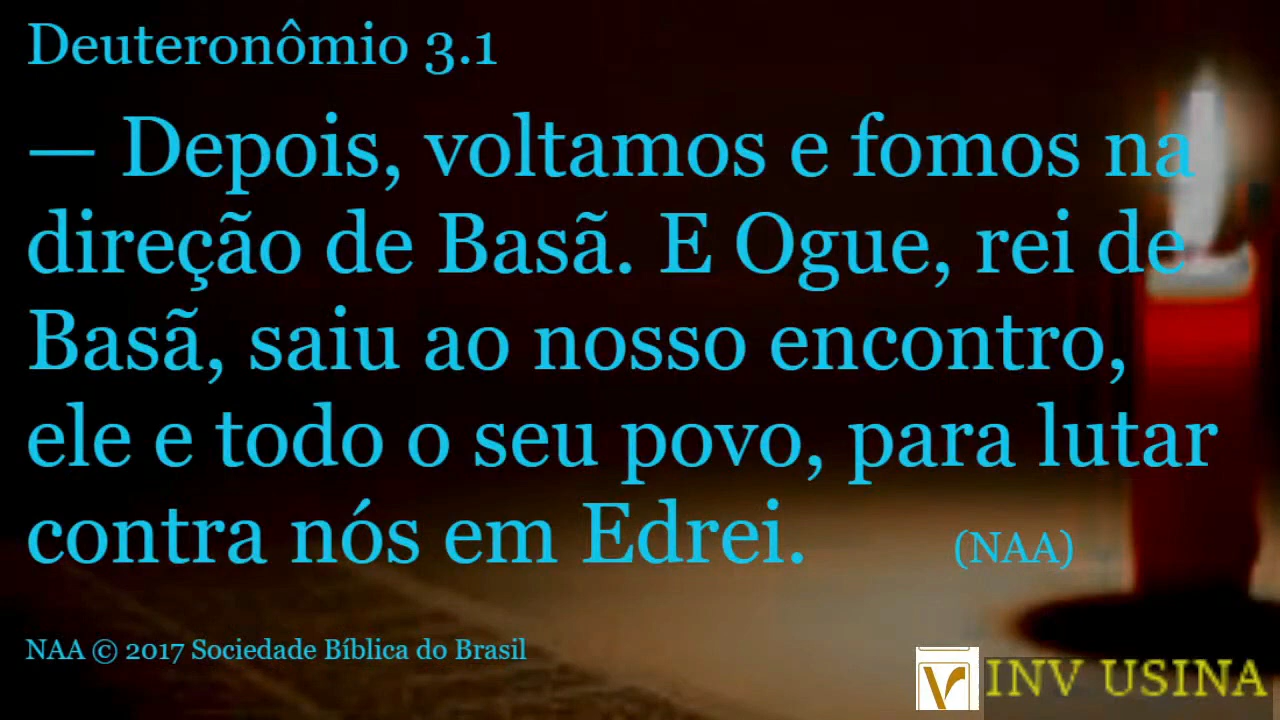 Deuteronômio 3.1
— Depois, voltamos e fomos na
direção de Basã. E Ogue, rei de
Basã, saiu ao nosso encontro,
ele e todo o seu povo, para lutar
contra nós em Edrei. (NAA)
NAA © 2017 Sociedade Bíblica do Brasil
INV USINA